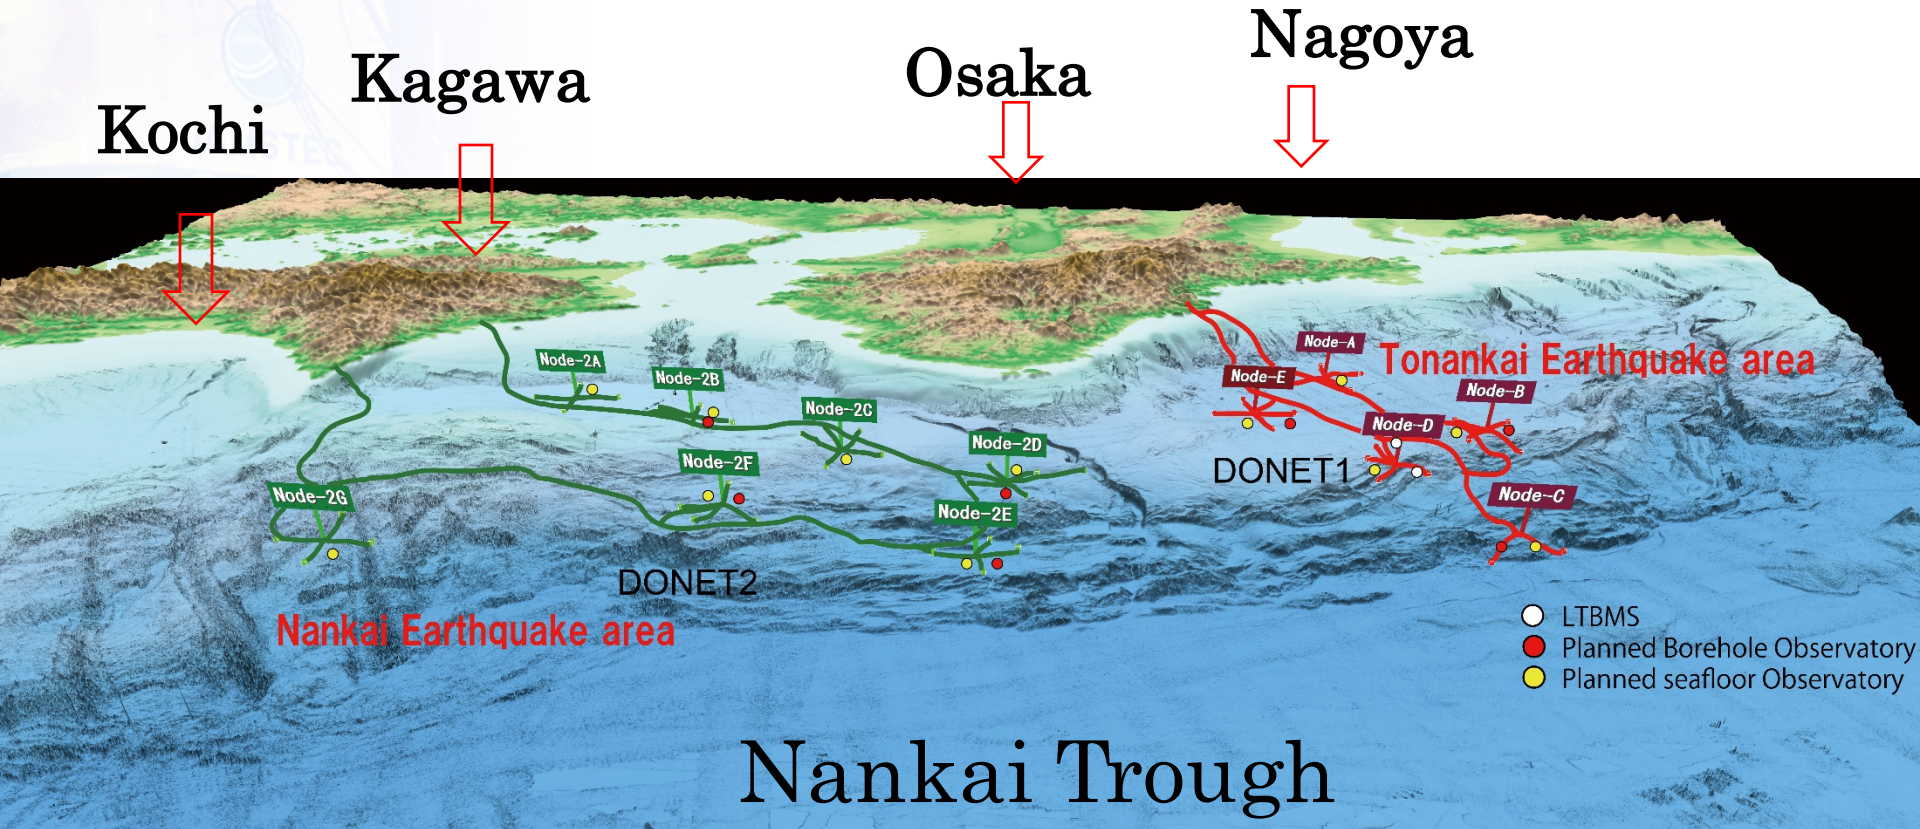 Nagoya
Osaka
Kagawa
Kochi
Node-A
Tonankai Earthquake area
Node-2A
Node-2B
Node-E
Node-B
Node-2C
Node-D
Node-2D
Node-2F
DONET1
Node-2G
Node-C
Node-2E
DONET2
Nankai Earthquake area
LTBMS
Planned Borehole Observatory
Planned seafloor Observatory
Nankai Trough